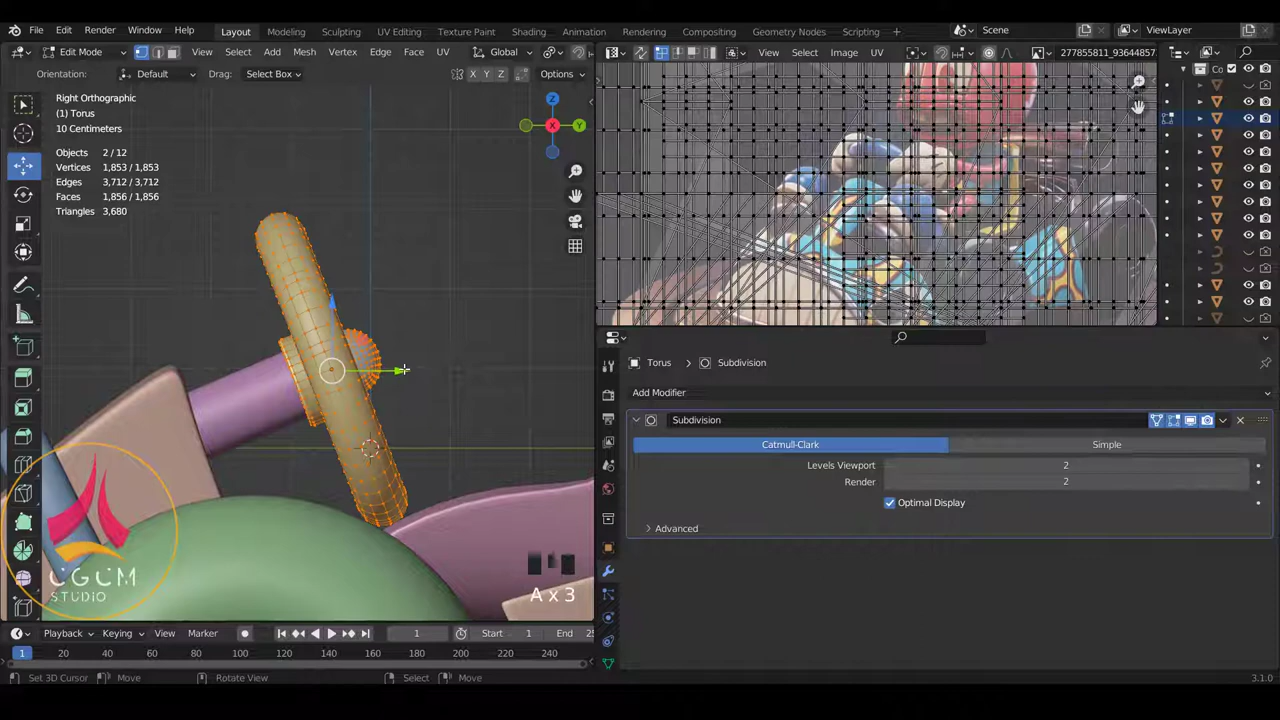 File Edit Render Window Help Layout Modeling Sculpting UV Editing Texture Paint Shading Animation Rendering Compositing Geometry Nodes Scripting Scene ViewLayer
Edit Mode View Select Add Mesh Vertex Edge Face UV Global View Select Image UV 277855811_93644857
Orientation: Default Drag: Select Box X Y Z Options
Right Orthographic
(1) Torus
10 Centimeters
Objects 2 / 12
Vertices 1,853 / 1,853
Edges 3,712 / 3,712
Faces 1,856 / 1,856
Triangles 3,680
Z
X
Y
Co
A x 3
CGCM
STUDIO
Torus Subdivision
Add Modifier
Subdivision
Catmull-Clark Simple
Levels Viewport 2
Render 2
Optimal Display
Advanced
Playback Keying View Marker 1 Start 1 End 25
1 20 40 60 80 100 120 140 160 180 200 220 240
Set 3D Cursor Move Rotate View Select Move 3.1.0